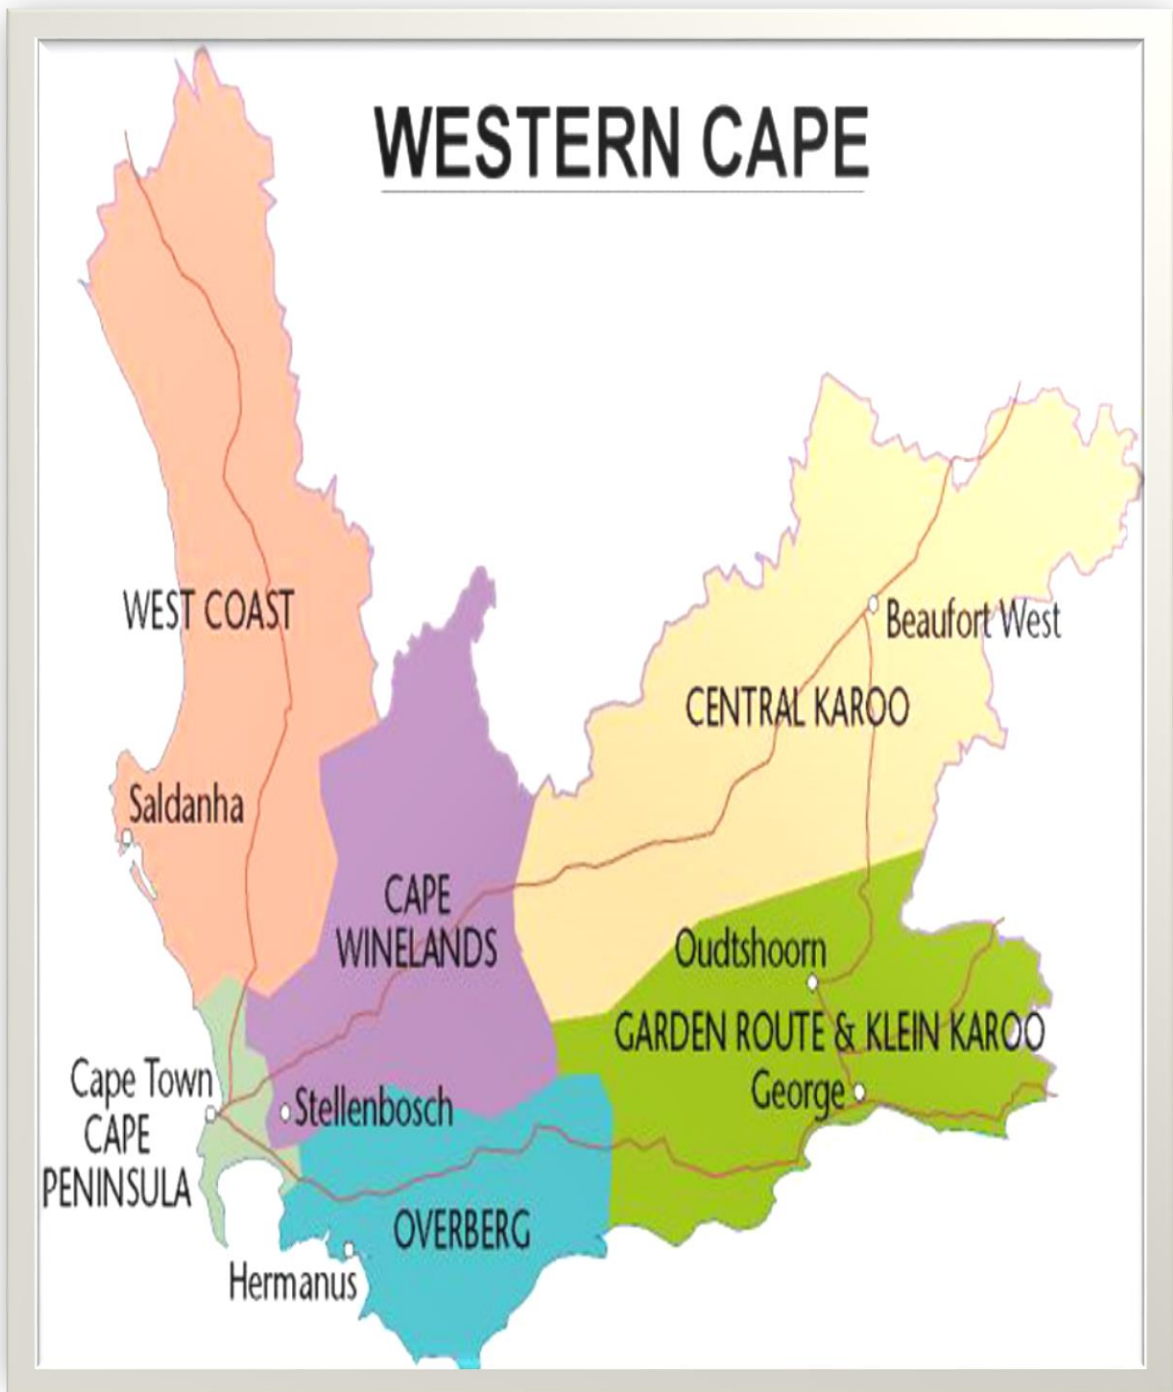 WESTERN CAPE
WEST COAST
Beaufort West
CENTRAL KAROO
Saldanha
CAPE
WINELANDS
Oudtshoorn
GARDEN ROUTE & KLEIN KAROO
Cape Town
George
Stellenbosch
CAPE
PENINSULA
OVERBERG
Hermanus